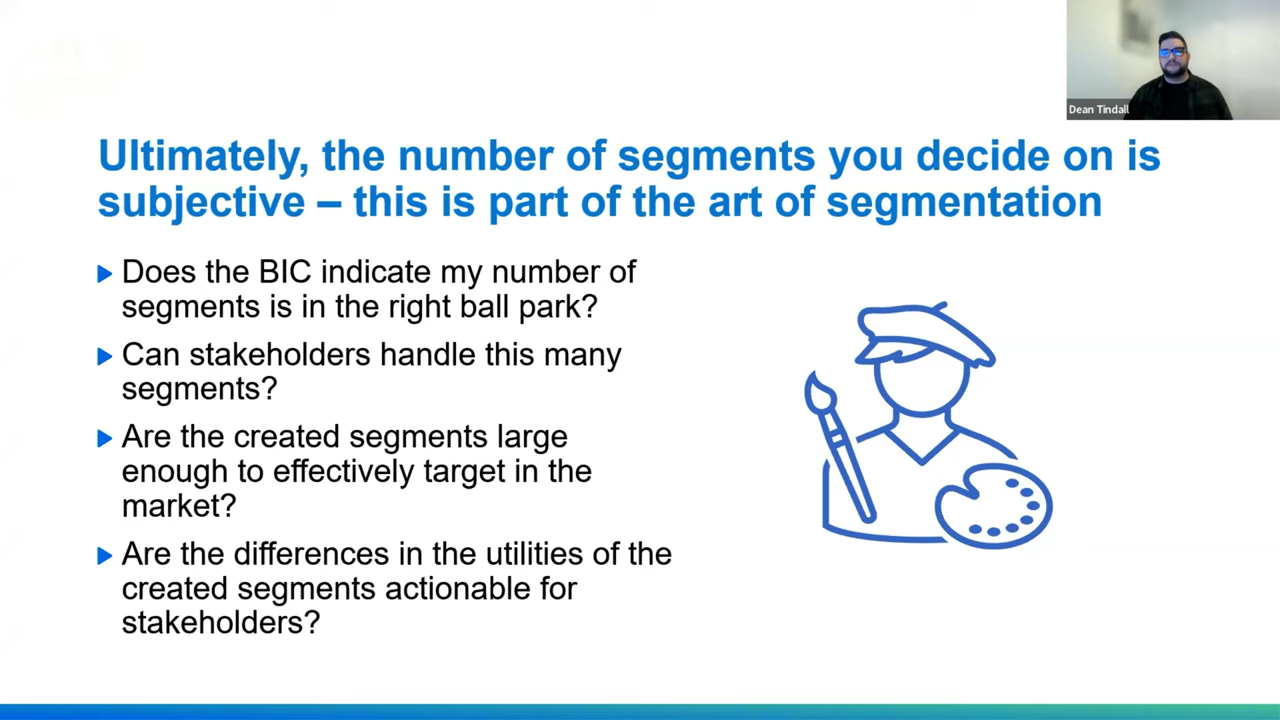 Dean Tindall
Ultimately, the number of segments you decide on is
subjective – this is part of the art of segmentation
Does the BIC indicate my number of
segments is in the right ball park?
Can stakeholders handle this many
segments?
Are the created segments large
enough to effectively target in the
market?
Are the differences in the utilities of the
created segments actionable for
stakeholders?